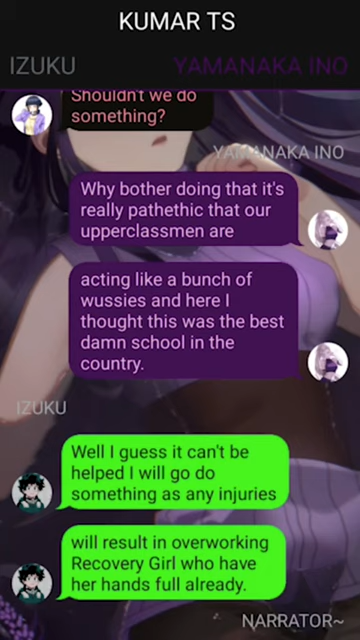 KUMAR TS
IZUKU
YAMANAKA INO
Shouldn't we do
something?
YAMANAKA INO
Why bother doing that it's
really pathethic that our
upperclassmen are
acting like a bunch of
wussies and here I
thought this was the best
damn school in the
country.
IZUKU
Well I guess it can't be
helped I will go do
something as any injuries
will result in overworking
Recovery Girl who have
her hands full already.
NARRATOR~